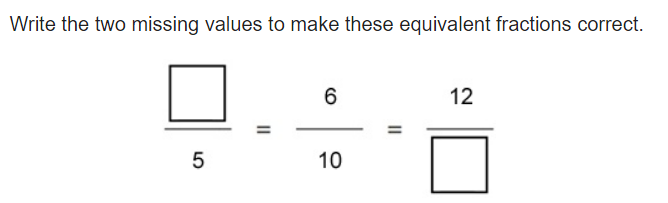 Write the two missing values to make these equivalent fractions correct.
6 12
= =
5 10